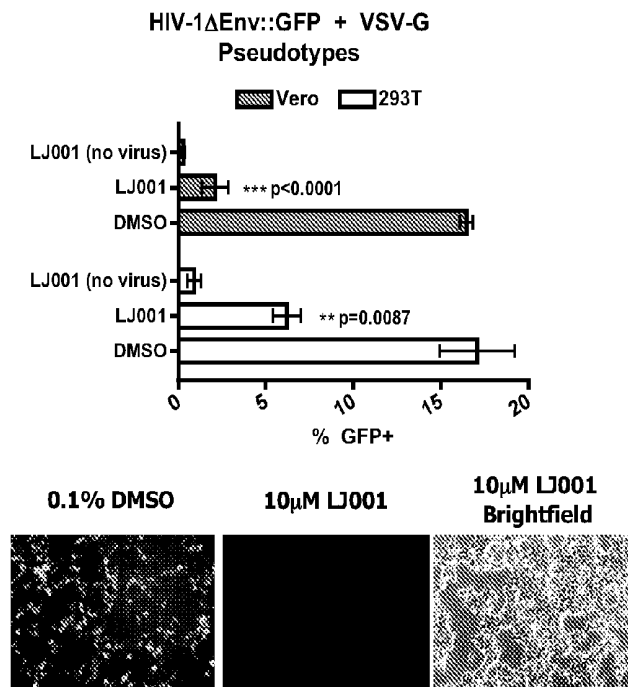 HIV-1ΔEnv::GFP + VSV-G
Pseudotypes
Vero 293T
LJ001 (no virus)
LJ001 *** p<0.0001
DMSO
LJ001 (no virus)
LJ001 ** p=0.0087
DMSO
0 5 10 15 20
% GFP+
0.1% DMSO 10μM LJ001 10μM LJ001
Brightfield